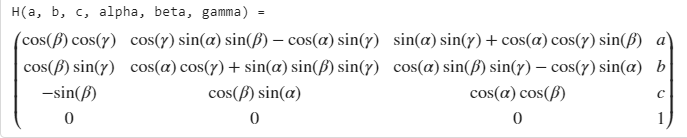 H(a, b, c, alpha, beta, gamma) =
cos(β) cos(γ) cos(γ) sin(α) sin(β) − cos(α) sin(γ) sin(α) sin(γ) + cos(α) cos(γ) sin(β) a
cos(β) sin(γ) cos(α) cos(γ) + sin(α) sin(β) sin(γ) cos(α) sin(β) sin(γ) − cos(γ) sin(α) b
−sin(β) cos(β) sin(α) cos(α) cos(β) c
0 0 0 1